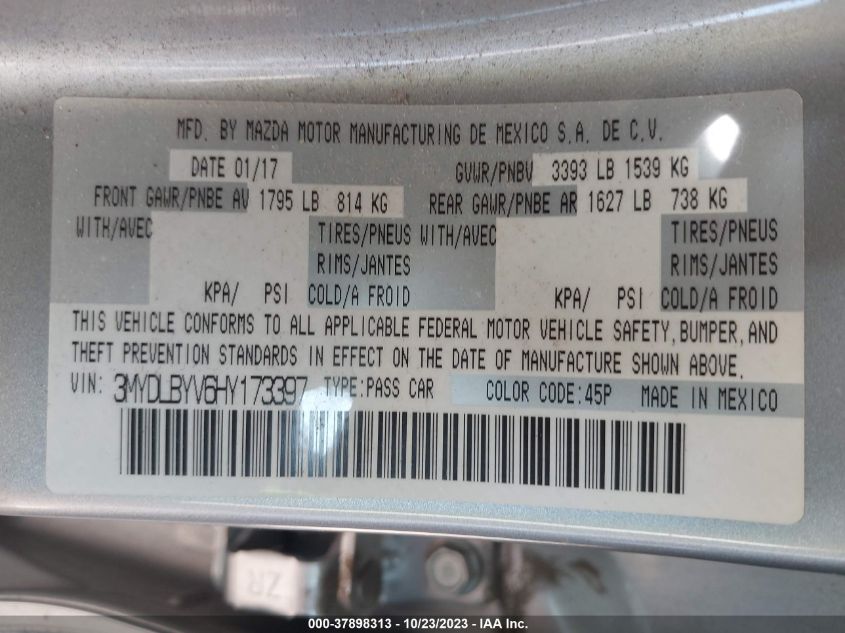 MFD. BY MAZDA MOTOR MANUFACTURING DE MEXICO S.A. DE C.V.
DATE 01/17 GVWR/PNBV 3393 LB 1539 KG
FRONT GAWR/PNBE AV 1795 LB 814 KG REAR GAWR/PNBE AR 1627 LB 738 KG
WITH/AVEC TIRES/PNEUS WITH/AVEC TIRES/PNEUS
RIMS/JANTES RIMS/JANTES
KPA/ PSI COLD/A FROID KPA/ PSI COLD/A FROID
THIS VEHICLE CONFORMS TO ALL APPLICABLE FEDERAL MOTOR VEHICLE SAFETY, BUMPER, AND
THEFT PREVENTION STANDARDS IN EFFECT ON THE DATE OF MANUFACTURE SHOWN ABOVE.
VIN: 3MYDLBYV6HY173397 TYPE:PASS CAR COLOR CODE:45P MADE IN MEXICO
ZR
000-37898313 - 10/23/2023 - IAAI Inc.